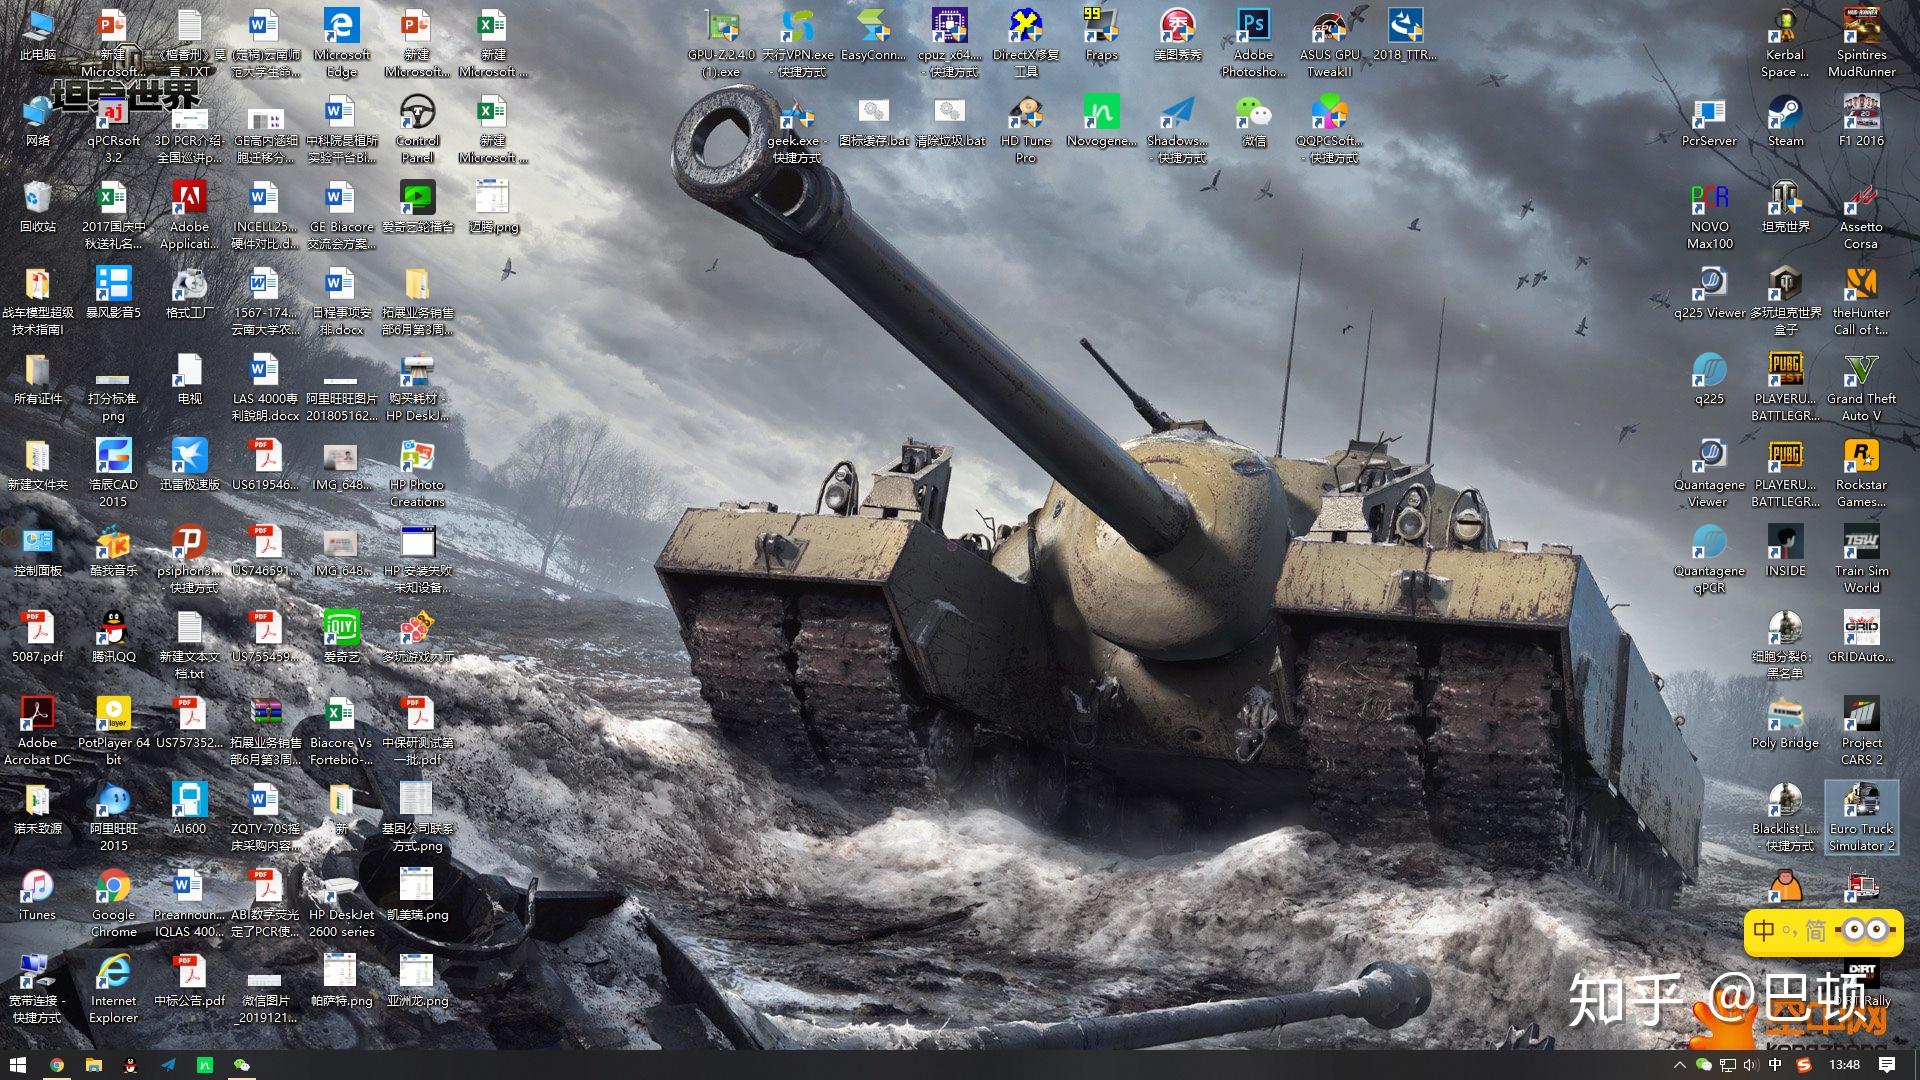 此电脑
新建
Microsoft...
《檀香刑》莫
言.TXT
(定稿)云南师
范大学生命...
Microsoft
Edge
新建
Microsoft...
新建
Microsoft ...
GPU-Z.2.4.0
(1).exe
天行VPN.exe
- 快捷方式
EasyConn...
cpuz_x64....
- 快捷方式
DirectX修复
工具
99
Fraps
美图秀秀
Adobe
Photosho...
ASUS GPU
TweakII
2018_TTR...
Kerbal
Space ...
Spintires
MudRunner
坦克世界
网络
qPCRsoft
3.2
3D PCR介绍-
全国巡讲p...
GE高内涵细
胞迁移分...
中科院昆植所
实验平台Bi...
Control
Panel
新建
Microsoft ...
geek.exe -
快捷方式
图标缓存.bat
清除垃圾.bat
HD Tune
Pro
Novogene...
Shadows...
- 快捷方式
微信
QQPCSoft...
- 快捷方式
PcrServer
Steam
F1 2016
回收站
2017国庆中
秋送礼名...
Adobe
Applicati...
INCELL25...
硬件对比.d...
GE Biacore
交流会方案...
爱奇艺轮播台
迈腾.png
NOVO
Max100
坦克世界
Assetto
Corsa
战车模型超级
技术指南I
暴风影音5
格式工厂
1567-174...
云南大学农...
日程事项安
排.docx
拓展业务销售
部6月第3周...
q225 Viewer
多玩坦克世界
盒子
theHunter
Call of t...
所有证件
打分标准.
png
电视
LAS 4000專
利說明.docx
阿里旺旺图片
201805162...
购买耗材 -
HP DeskJ...
q225
PLAYERU...
BATTLEGR...
Grand Theft
Auto V
新建文件夹
浩辰CAD
2015
迅雷极速版
US619546...
IMG_648...
HP Photo
Creations
Quantagene
Viewer
PLAYERU...
BATTLEGR...
Rockstar
Games...
控制面板
酷我音乐
psiphon3...
- 快捷方式
US746591...
IMG_648...
HP 安装失败
- 未知设备...
Quantagene
qPCR
INSIDE
Train Sim
World
5087.pdf
腾讯QQ
新建文本文
档.txt
US755459...
爱奇艺
多玩游戏大厅
细胞分裂6:
黑名单
GRIDAuto...
Adobe
Acrobat DC
PotPlayer 64
bit
US757352...
拓展业务销售
部6月第3周...
Biacore Vs
Fortebio-...
中保研测试第
一批.pdf
Poly Bridge
Project
CARS 2
诺禾致源
阿里旺旺
2015
AI600
ZQTY-70S摇
床采购内容...
新
基因公司联系
方式.png
Blacklist_L...
- 快捷方式
Euro Truck
Simulator 2
iTunes
Google
Chrome
Preannoun...
IQLAS 400...
ABI数字荧光
定了PCR使...
HP DeskJet
2600 series
凯美瑞.png
中 °, 简
宽带连接 -
快捷方式
Internet
Explorer
中标公告.pdf
微信图片
_2019121...
帕萨特.png
亚洲龙.png
DiRT Rally
知乎 @巴顿
空中网
kongzhong
中
13:48